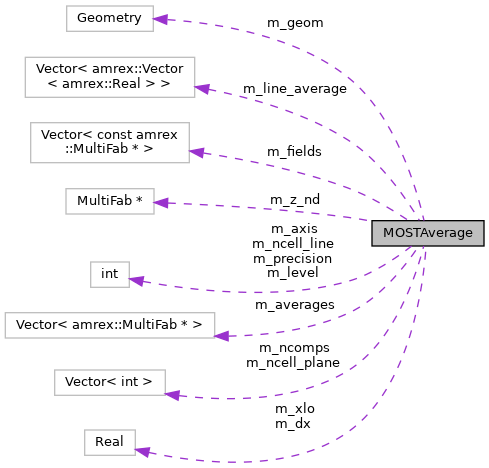 Geometry
m_geom
Vector< amrex::Vector
< amrex::Real > >
m_line_average
Vector< const amrex
::MultiFab * >
m_fields
MultiFab *
m_z_nd
MOSTAverage
int
m_axis
m_ncell_line
m_precision
m_level
Vector< amrex::MultiFab * >
m_averages
Vector< int >
m_ncomps
m_ncell_plane
Real
m_xlo
m_dx